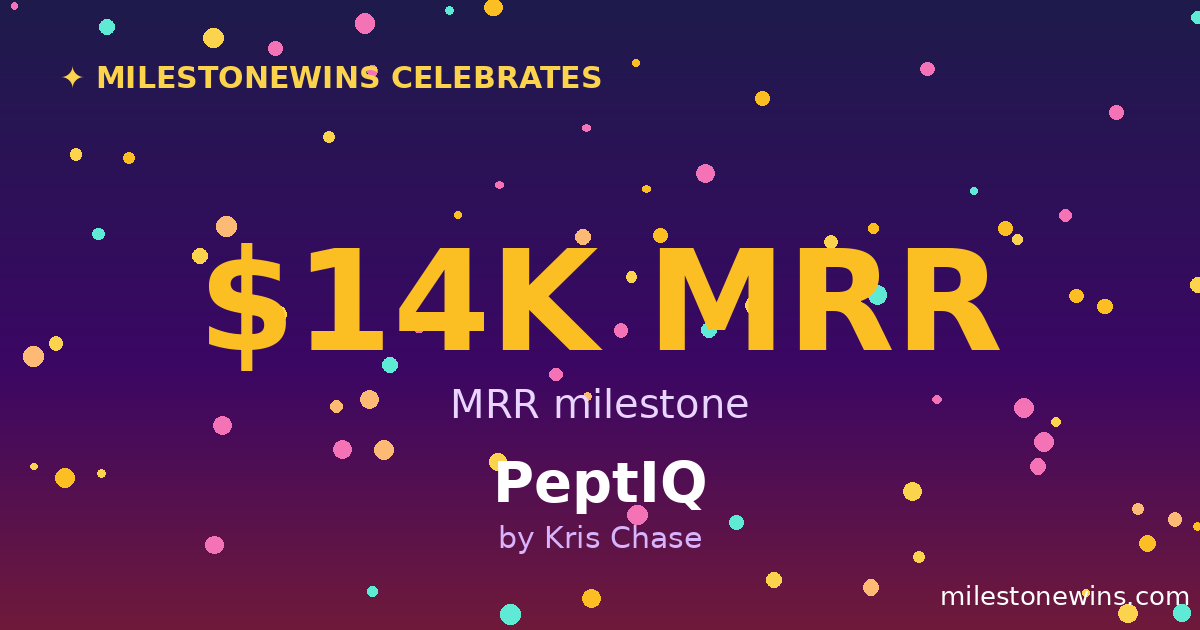 ✦ MILESTONEWINS CELEBRATES
$14K MRR
MRR milestone
PeptIQ
by Kris Chase
milestonewins.com